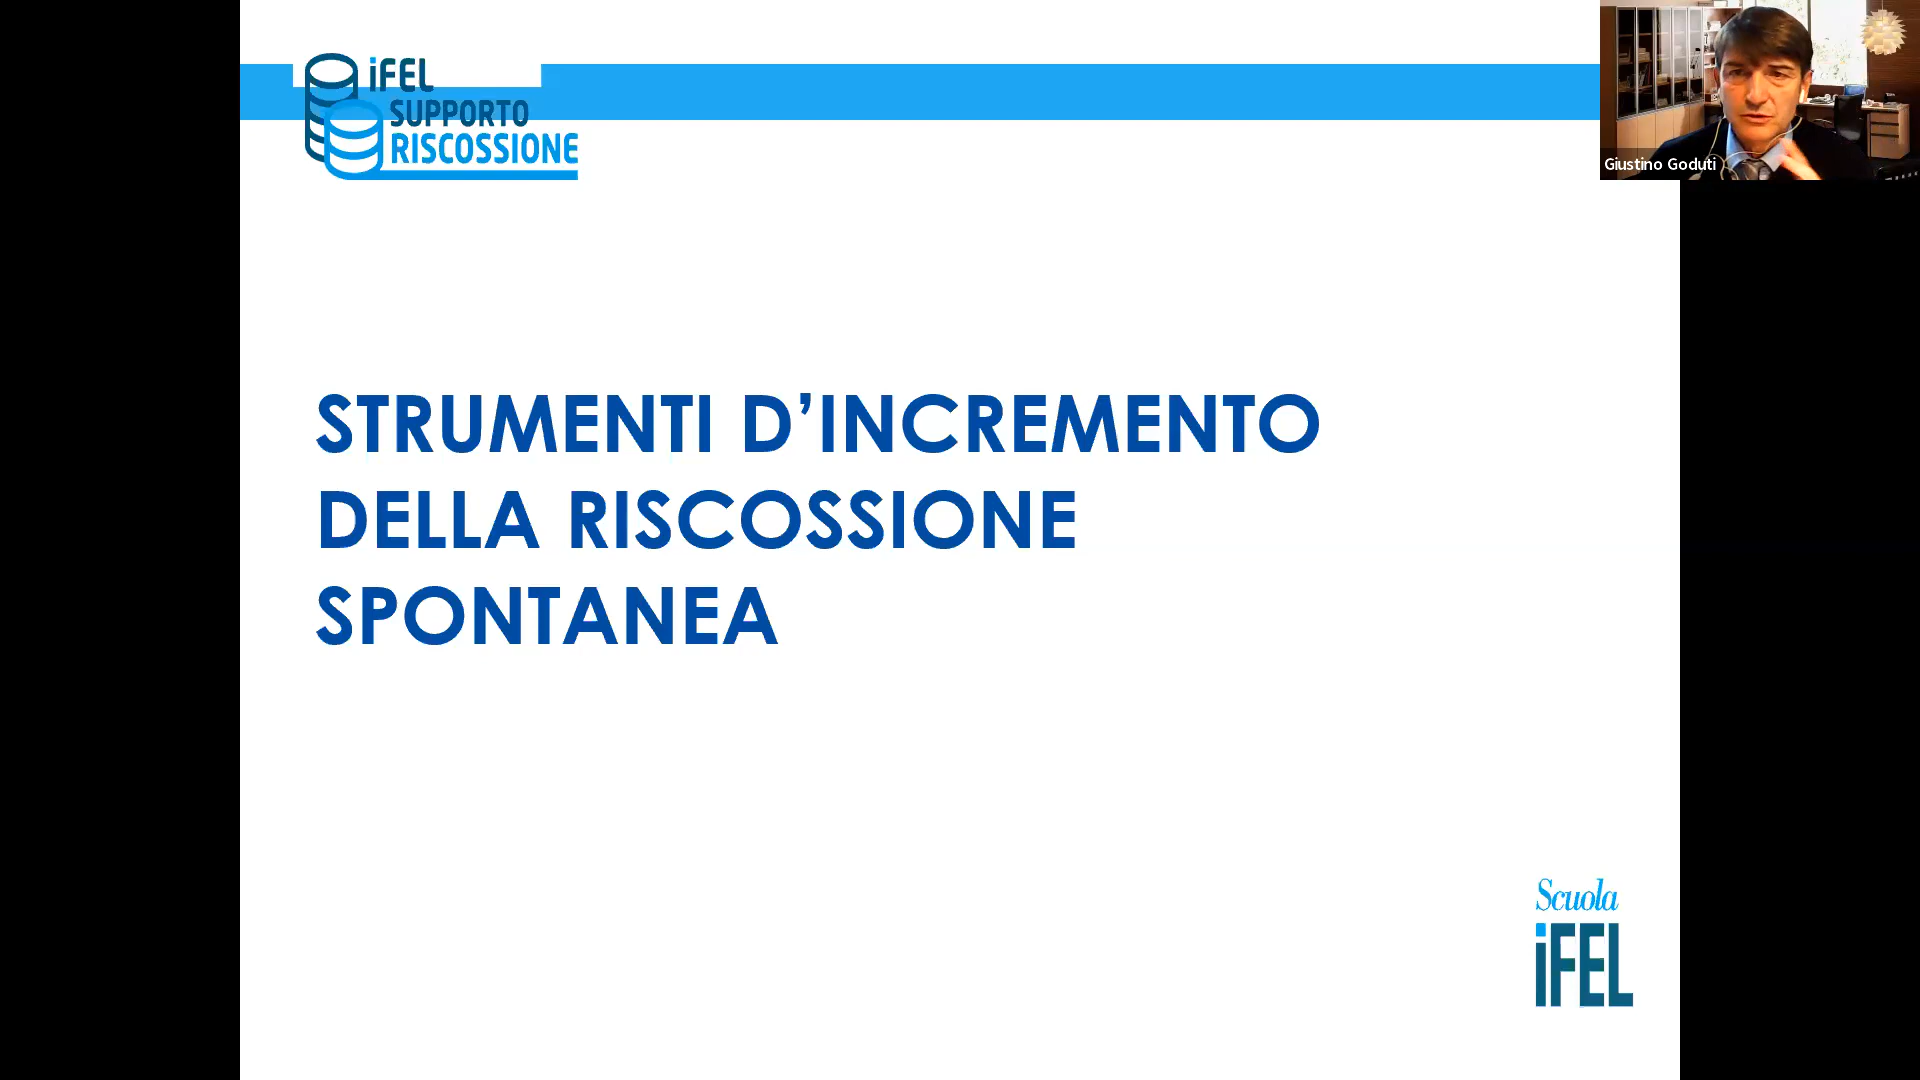 iFEL
SUPPORTO
RISCOSSIONE
Giustino Goduti
STRUMENTI D’INCREMENTO
DELLA RISCOSSIONE
SPONTANEA
Scuola
iFEL